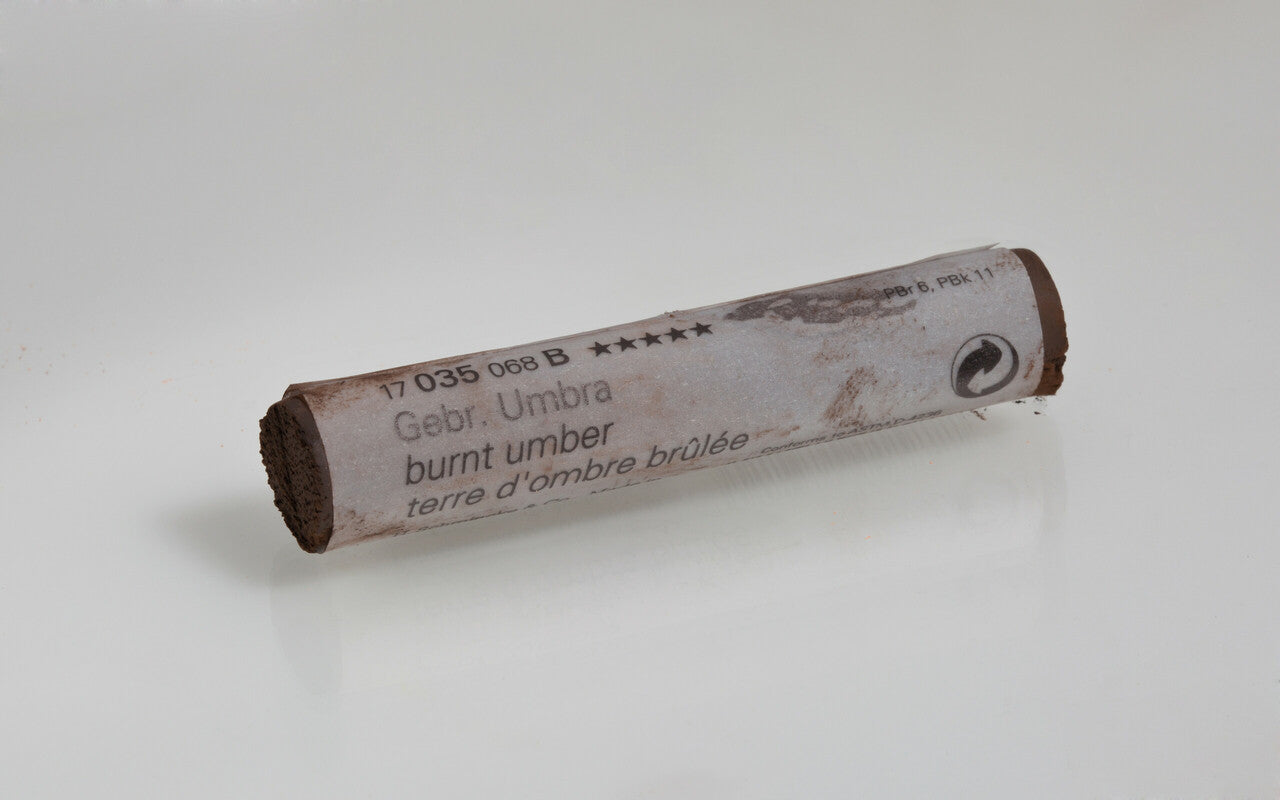 17 035 068 B ★★★★★
PBr 6, PBk 11
Gebr. Umbra
burnt umber
terre d'ombre brûlée